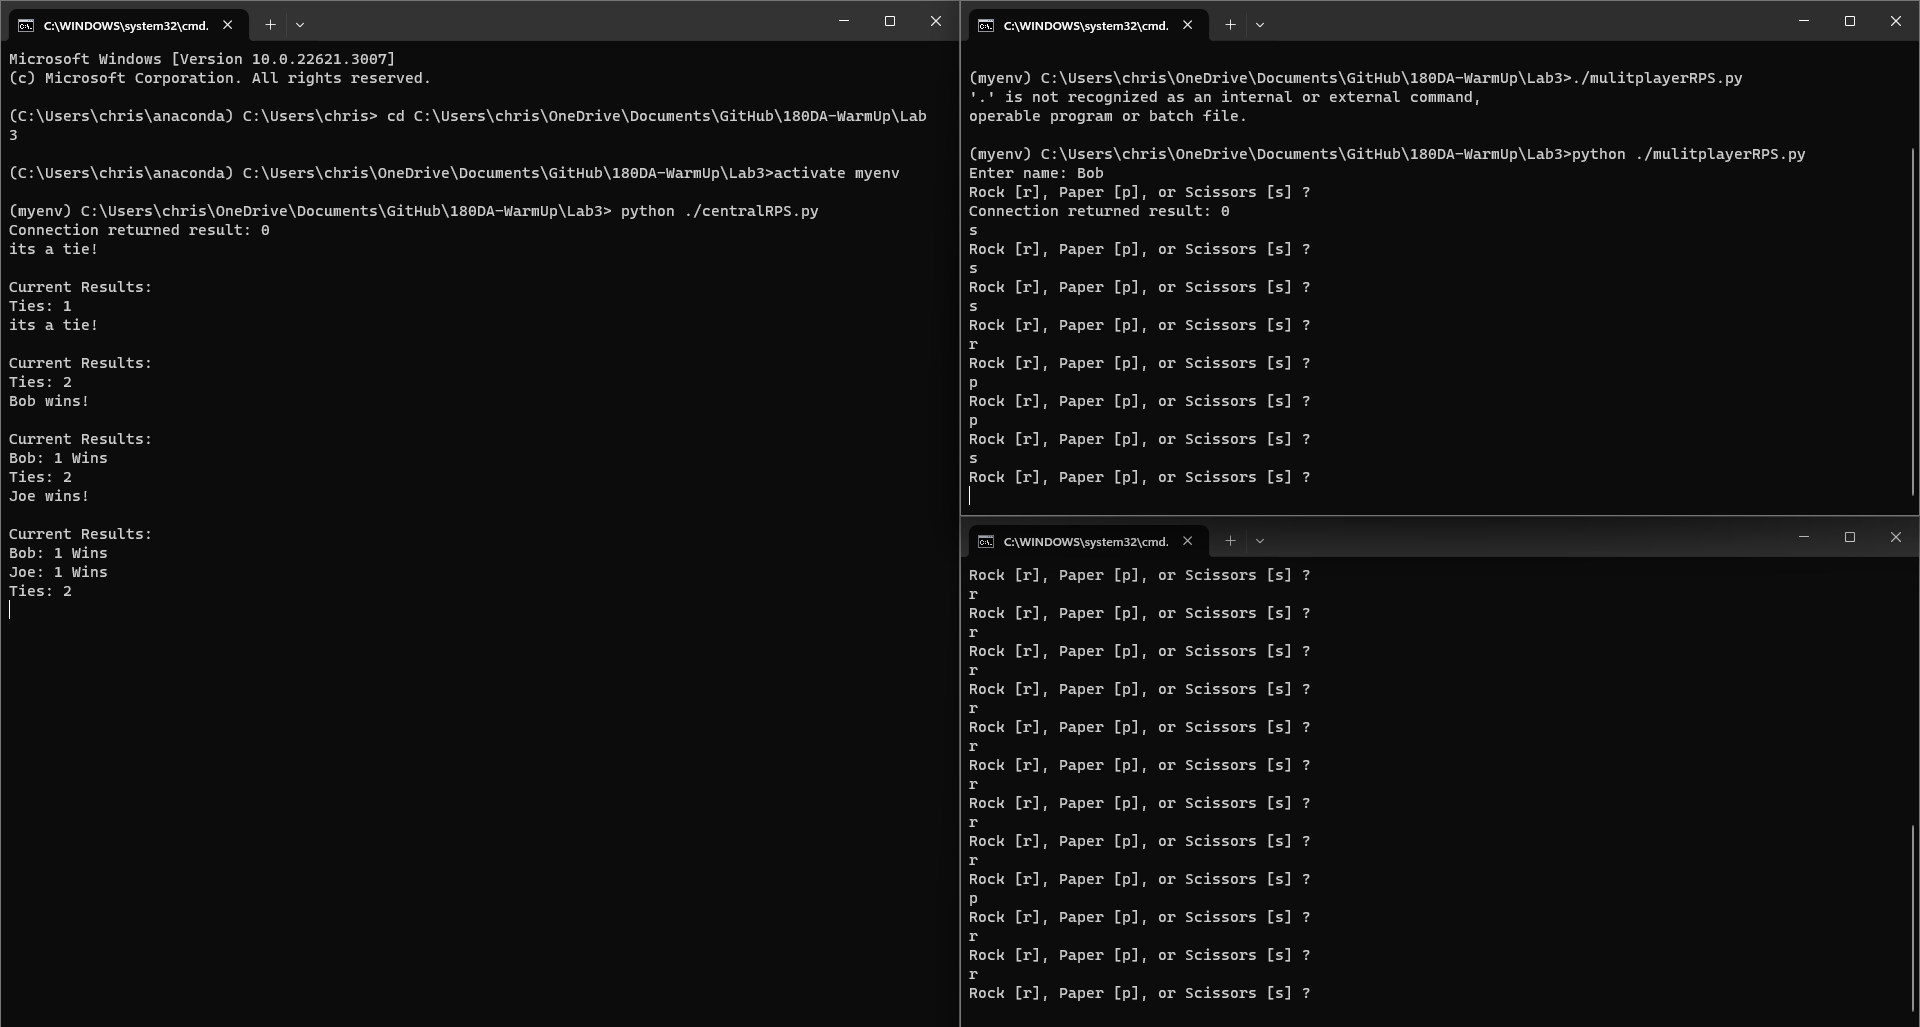 C:\WINDOWS\system32\cmd.
Microsoft Windows [Version 10.0.22621.3007]
(c) Microsoft Corporation. All rights reserved.
(C:\Users\chris\anaconda) C:\Users\chris> cd C:\Users\chris\OneDrive\Documents\GitHub\180DA-WarmUp\Lab
3
(C:\Users\chris\anaconda) C:\Users\chris\OneDrive\Documents\GitHub\180DA-WarmUp\Lab3>activate myenv
(myenv) C:\Users\chris\OneDrive\Documents\GitHub\180DA-WarmUp\Lab3> python ./centralRPS.py
Connection returned result: 0
its a tie!
Current Results:
Ties: 1
its a tie!
Current Results:
Ties: 2
Bob wins!
Current Results:
Bob: 1 Wins
Ties: 2
Joe wins!
Current Results:
Bob: 1 Wins
Joe: 1 Wins
Ties: 2
C:\WINDOWS\system32\cmd.
(myenv) C:\Users\chris\OneDrive\Documents\GitHub\180DA-WarmUp\Lab3>./mulitplayerRPS.py
'.' is not recognized as an internal or external command,
operable program or batch file.
(myenv) C:\Users\chris\OneDrive\Documents\GitHub\180DA-WarmUp\Lab3>python ./mulitplayerRPS.py
Enter name: Bob
Rock [r], Paper [p], or Scissors [s] ?
Connection returned result: 0
s
Rock [r], Paper [p], or Scissors [s] ?
s
Rock [r], Paper [p], or Scissors [s] ?
s
Rock [r], Paper [p], or Scissors [s] ?
r
Rock [r], Paper [p], or Scissors [s] ?
p
Rock [r], Paper [p], or Scissors [s] ?
p
Rock [r], Paper [p], or Scissors [s] ?
s
Rock [r], Paper [p], or Scissors [s] ?
C:\WINDOWS\system32\cmd.
Rock [r], Paper [p], or Scissors [s] ?
r
Rock [r], Paper [p], or Scissors [s] ?
r
Rock [r], Paper [p], or Scissors [s] ?
r
Rock [r], Paper [p], or Scissors [s] ?
r
Rock [r], Paper [p], or Scissors [s] ?
r
Rock [r], Paper [p], or Scissors [s] ?
r
Rock [r], Paper [p], or Scissors [s] ?
r
Rock [r], Paper [p], or Scissors [s] ?
r
Rock [r], Paper [p], or Scissors [s] ?
p
Rock [r], Paper [p], or Scissors [s] ?
r
Rock [r], Paper [p], or Scissors [s] ?
r
Rock [r], Paper [p], or Scissors [s] ?